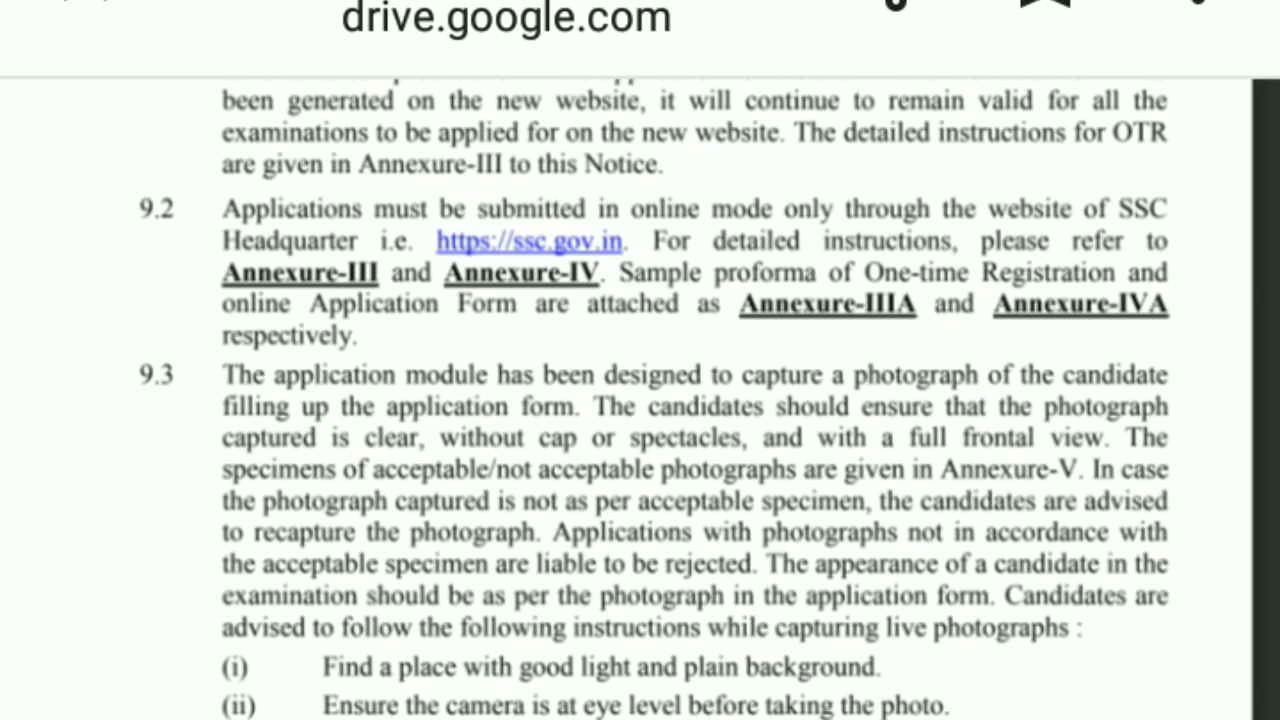 drive.google.com
been generated on the new website, it will continue to remain valid for all the
examinations to be applied for on the new website. The detailed instructions for OTR
are given in Annexure-III to this Notice.
9.2 Applications must be submitted in online mode only through the website of SSC
Headquarter i.e. https://ssc.gov.in. For detailed instructions, please refer to
Annexure-III and Annexure-IV. Sample proforma of One-time Registration and
online Application Form are attached as Annexure-IIIA and Annexure-IVA
respectively.
9.3 The application module has been designed to capture a photograph of the candidate
filling up the application form. The candidates should ensure that the photograph
captured is clear, without cap or spectacles, and with a full frontal view. The
specimens of acceptable/not acceptable photographs are given in Annexure-V. In case
the photograph captured is not as per acceptable specimen, the candidates are advised
to recapture the photograph. Applications with photographs not in accordance with
the acceptable specimen are liable to be rejected. The appearance of a candidate in the
examination should be as per the photograph in the application form. Candidates are
advised to follow the following instructions while capturing live photographs :
(i) Find a place with good light and plain background.
(ii) Ensure the camera is at eye level before taking the photo.